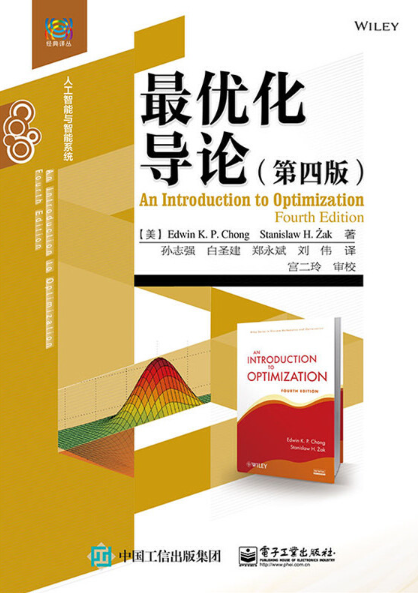 WILEY
经典译丛
人工智能与智能系统
最优化
导论（第四版）
An Introduction to Optimization
Fourth Edition
【美】Edwin K. P. Chong Stanislaw H. Żak 著
孙志强 白圣建 郑永斌 刘伟 译
宫二玲 审校
An Introduction to Optimization
Fourth Edition
AN
INTRODUCTION
TO
OPTIMIZATION
FOURTH EDITION
Edwin K. P. Chong
Stanislaw H. Żak
WILEY
中国工信出版集团
电子工业出版社
PUBLISHING HOUSE OF ELECTRONICS INDUSTRY
http://www.phei.com.cn